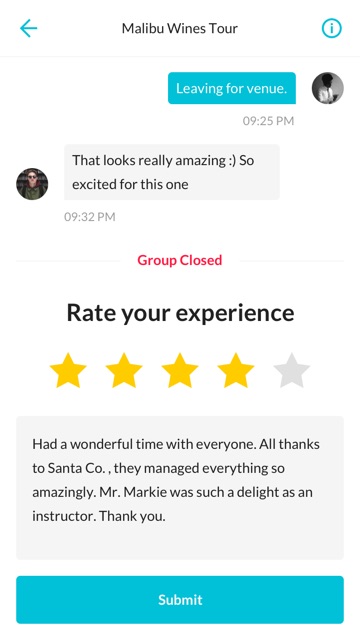 Malibu Wines Tour
Leaving for venue.
09:25 PM
That looks really amazing :) So
excited for this one
09:32 PM
Group Closed
Rate your experience
Had a wonderful time with everyone. All thanks
to Santa Co. , they managed everything so
amazingly. Mr. Markie was such a delight as an
instructor. Thank you.
Submit